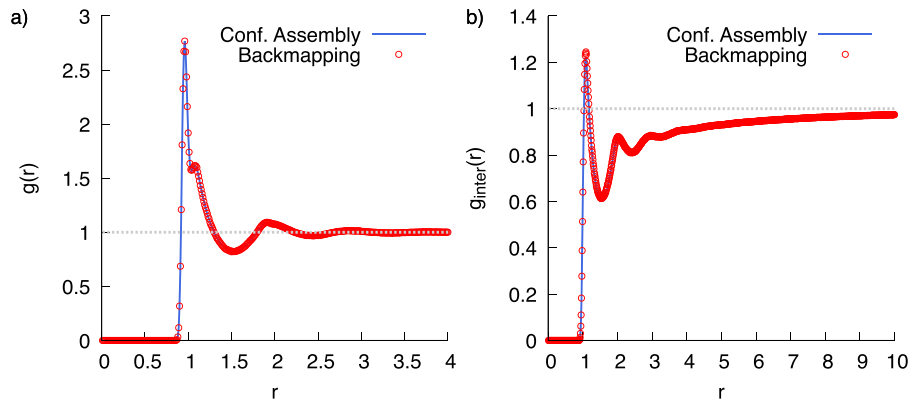 a)
3
2.5
2
1.5
1
0.5
0
g(r)
Conf. Assembly
Backmapping
0 0.5 1 1.5 2 2.5 3 3.5 4
r
b)
1.4
1.2
1
0.8
0.6
0.4
0.2
0
g_inter(r)
Conf. Assembly
Backmapping
0 1 2 3 4 5 6 7 8 9 10
r